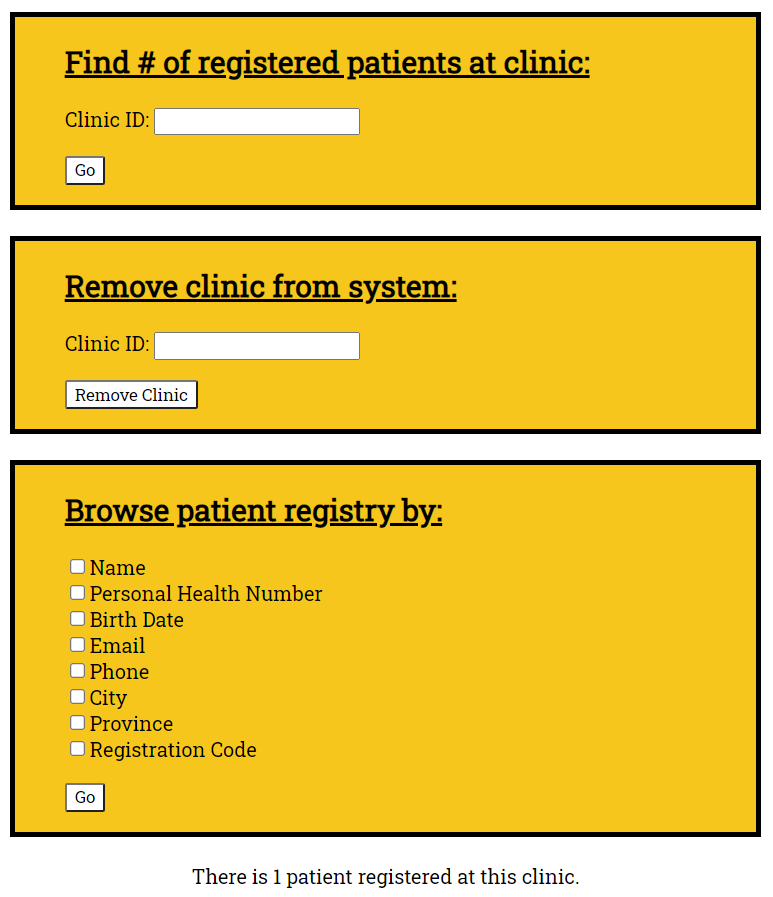 Find # of registered patients at clinic:
Clinic ID:
Go
Remove clinic from system:
Clinic ID:
Remove Clinic
Browse patient registry by:
Name
Personal Health Number
Birth Date
Email
Phone
City
Province
Registration Code
Go
There is 1 patient registered at this clinic.